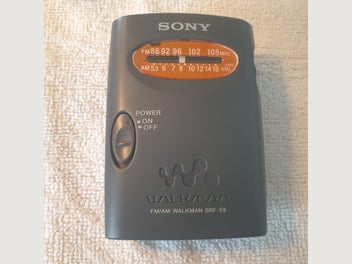 SONY
FM 88 92 96 102 108 MHz
AM 53 6 7 8 10 12 14 16
POWER
ON
OFF
WALKMAN
FM/AM WALKMAN SRF-59